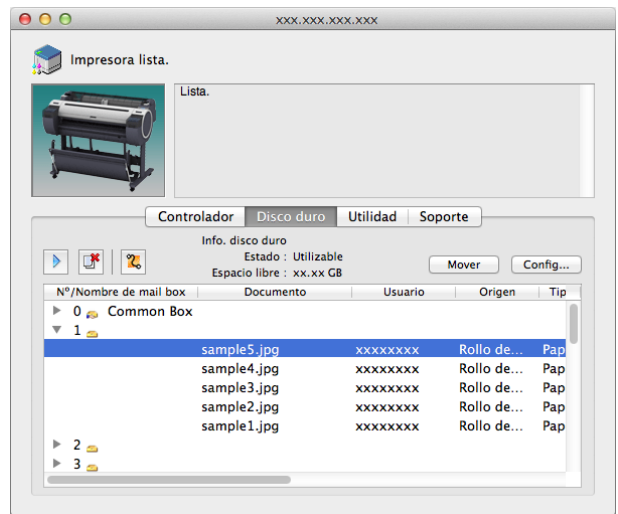 xxx.xxx.xxx.xxx
Impresora lista.
Lista.
Controlador Disco duro Utilidad Soporte
Info. disco duro
Estado : Utilizable
Espacio libre : xx.xx GB
Mover Config...
Nº/Nombre de mail box Documento Usuario Origen Tip
0 Common Box
1
sample5.jpg xxxxxxxx Rollo de... Pap
sample4.jpg xxxxxxxx Rollo de... Pap
sample3.jpg xxxxxxxx Rollo de... Pap
sample2.jpg xxxxxxxx Rollo de... Pap
sample1.jpg xxxxxxxx Rollo de... Pap
2
3